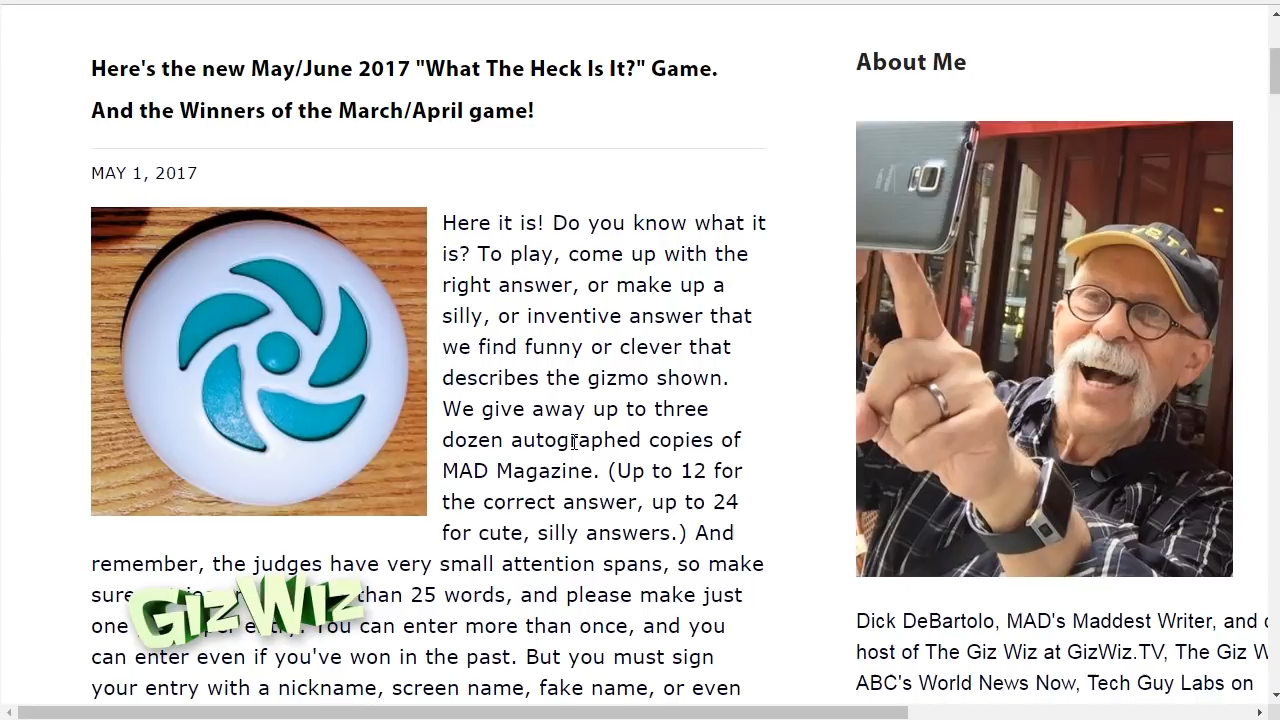 Here's the new May/June 2017 "What The Heck Is It?" Game.
And the Winners of the March/April game!
MAY 1, 2017
Here it is! Do you know what it
is? To play, come up with the
right answer, or make up a
silly, or inventive answer that
we find funny or clever that
describes the gizmo shown.
We give away up to three
dozen autographed copies of
MAD Magazine. (Up to 12 for
the correct answer, up to 24
for cute, silly answers.) And
remember, the judges have very small attention spans, so make
sure than 25 words, and please make just
one You can enter more than once, and you
can enter even if you've won in the past. But you must sign
your entry with a nickname, screen name, fake name, or even
GizWiz
About Me
Dick DeBartolo, MAD's Maddest Writer, and
host of The Giz Wiz at GizWiz.TV, The Giz W
ABC's World News Now, Tech Guy Labs on